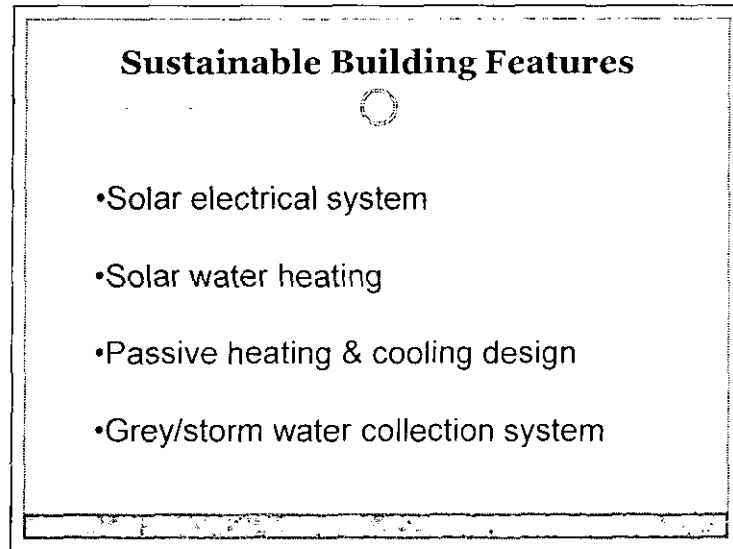 Sustainable Building Features
•Solar electrical system
•Solar water heating
•Passive heating & cooling design
•Grey/storm water collection system